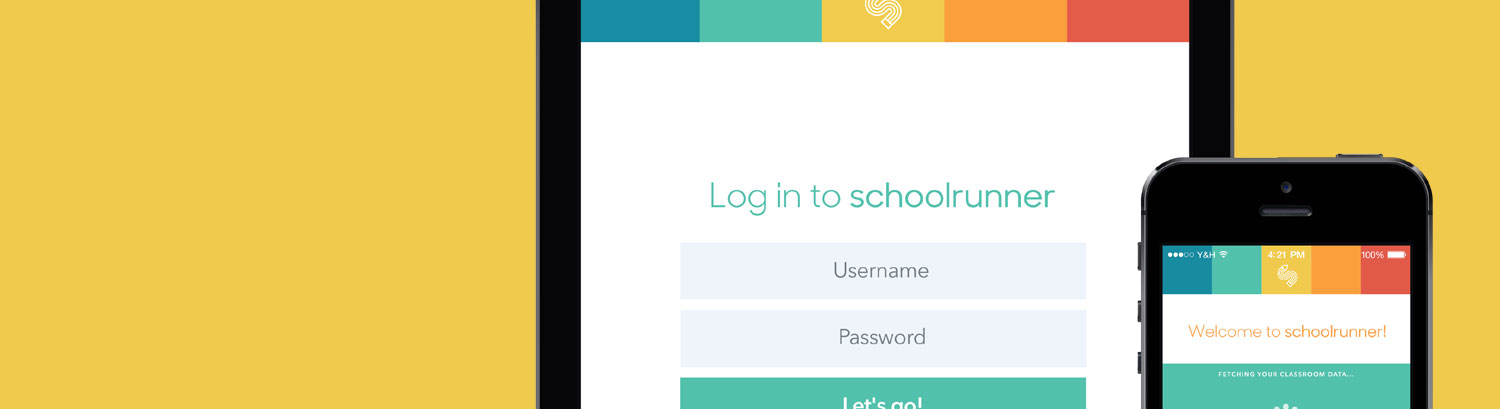 Log in to schoolrunner
Username
Password
Let's go!
Y&H 4:21 PM 100%
Welcome to schoolrunner!
FETCHING YOUR CLASSROOM DATA...